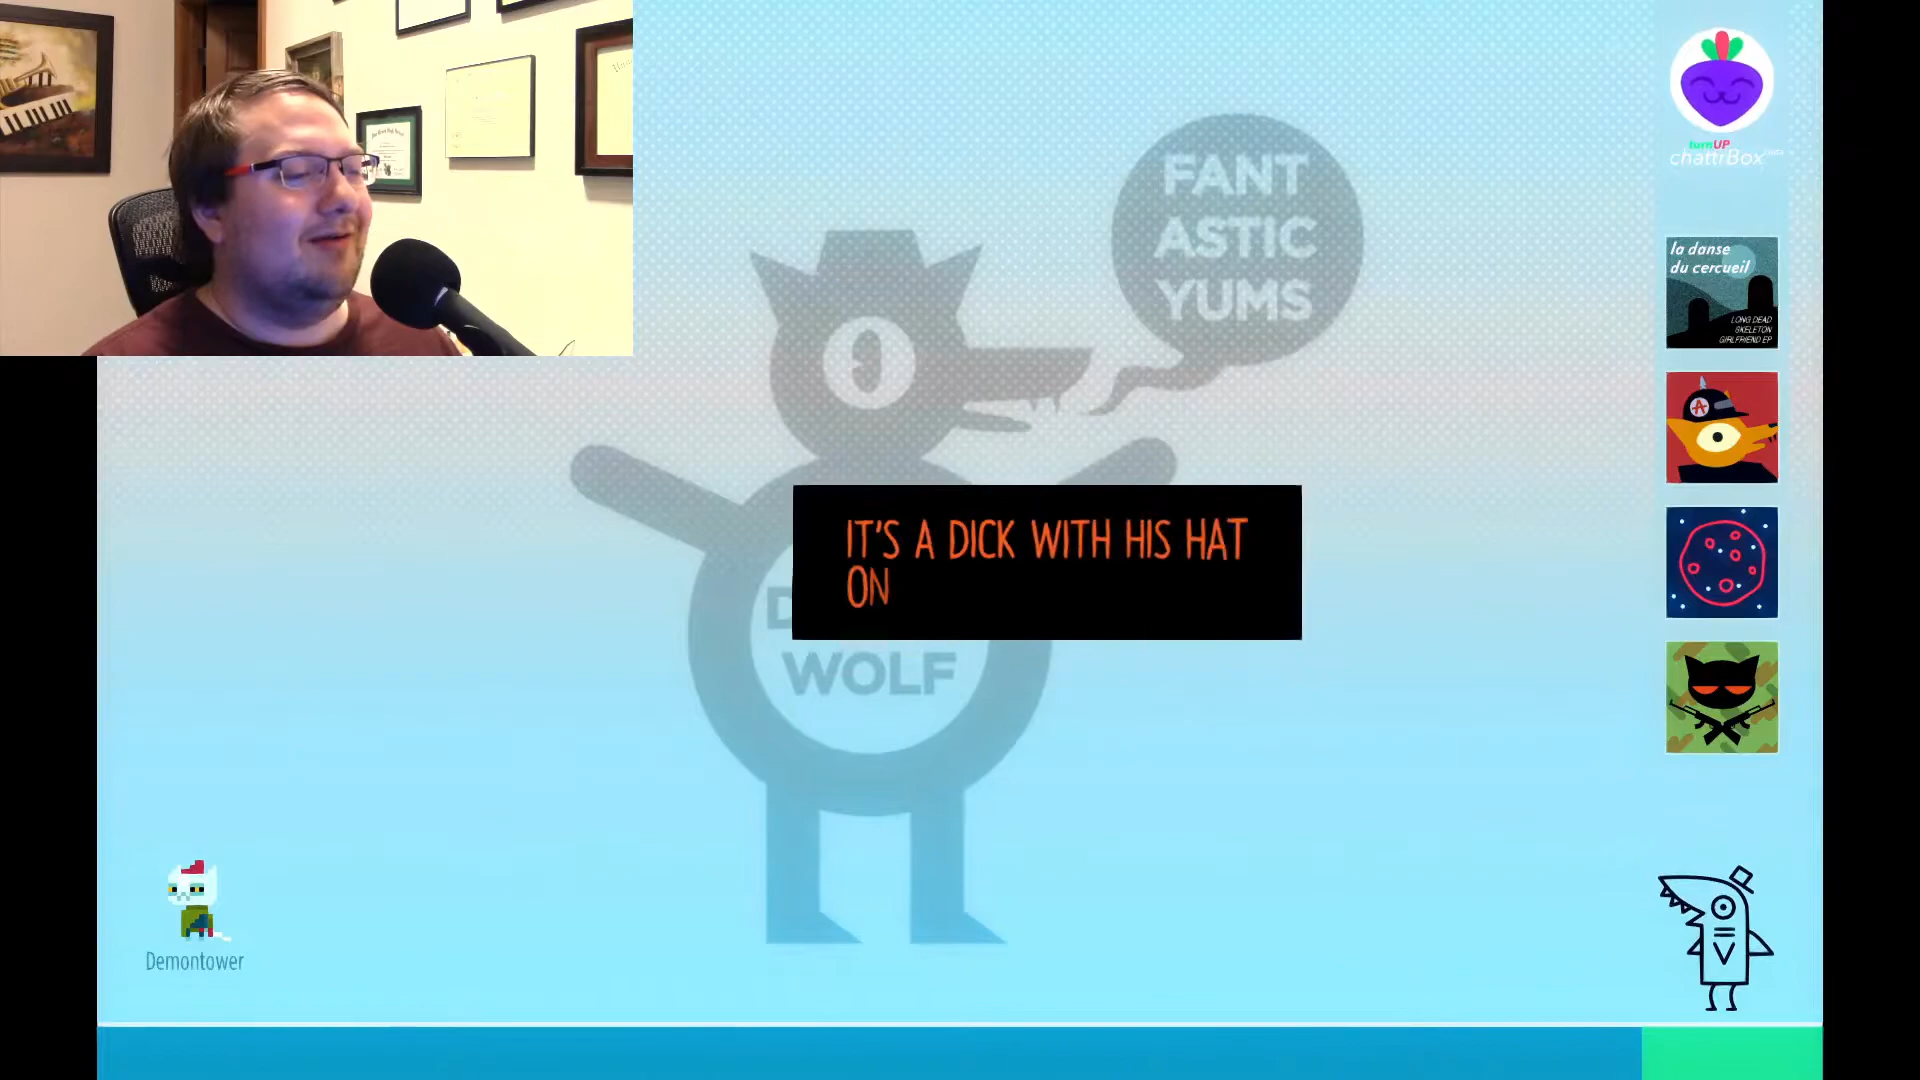 FANT
ASTIC
YUMS
turnUP
chattrBox
la danse
du cercueil
LONG DEAD
SKELETON
GIRLFRIEND EP
A
IT'S A DICK WITH HIS HAT
ON
D
WOLF
Demontower